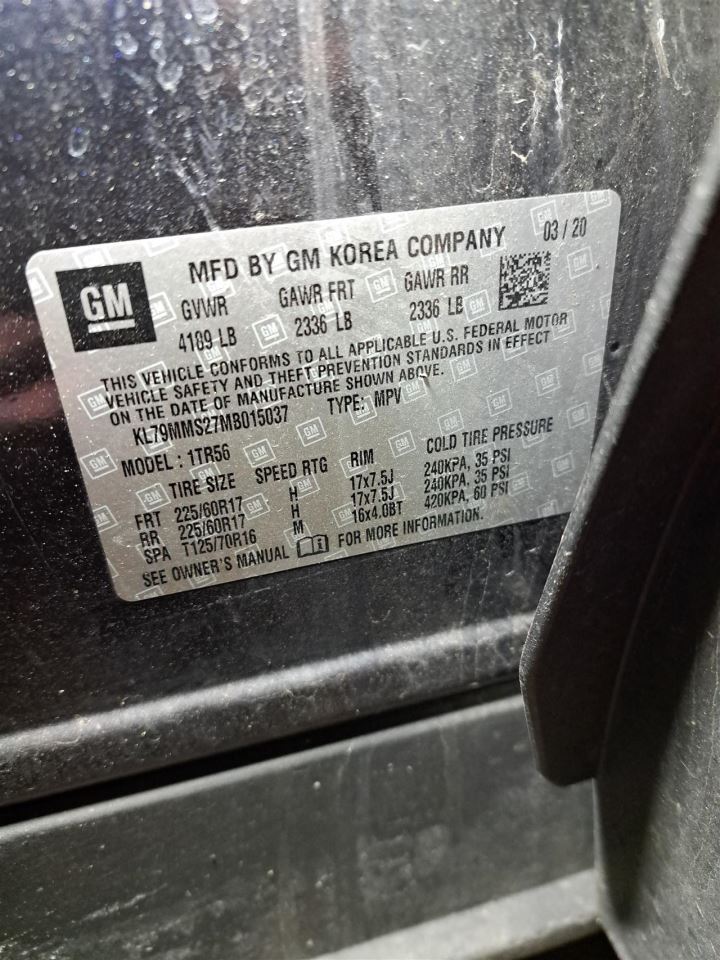 GM
MFD BY GM KOREA COMPANY 03 / 20
GVWR GAWR FRT GAWR RR
4189 LB 2336 LB 2336 LB
THIS VEHICLE CONFORMS TO ALL APPLICABLE U.S. FEDERAL MOTOR
VEHICLE SAFETY AND THEFT PREVENTION STANDARDS IN EFFECT
ON THE DATE OF MANUFACTURE SHOWN ABOVE.
KL79MMS27MB015037 TYPE: MPV
MODEL : 1TR56
TIRE SIZE SPEED RTG RIM COLD TIRE PRESSURE
FRT 225/60R17 H 17x7.5J 240KPA, 35 PSI
RR 225/60R17 H 17x7.5J 240KPA, 35 PSI
SPA T125/70R16 M 16x4.0BT 420KPA, 60 PSI
SEE OWNER'S MANUAL FOR MORE INFORMATION.